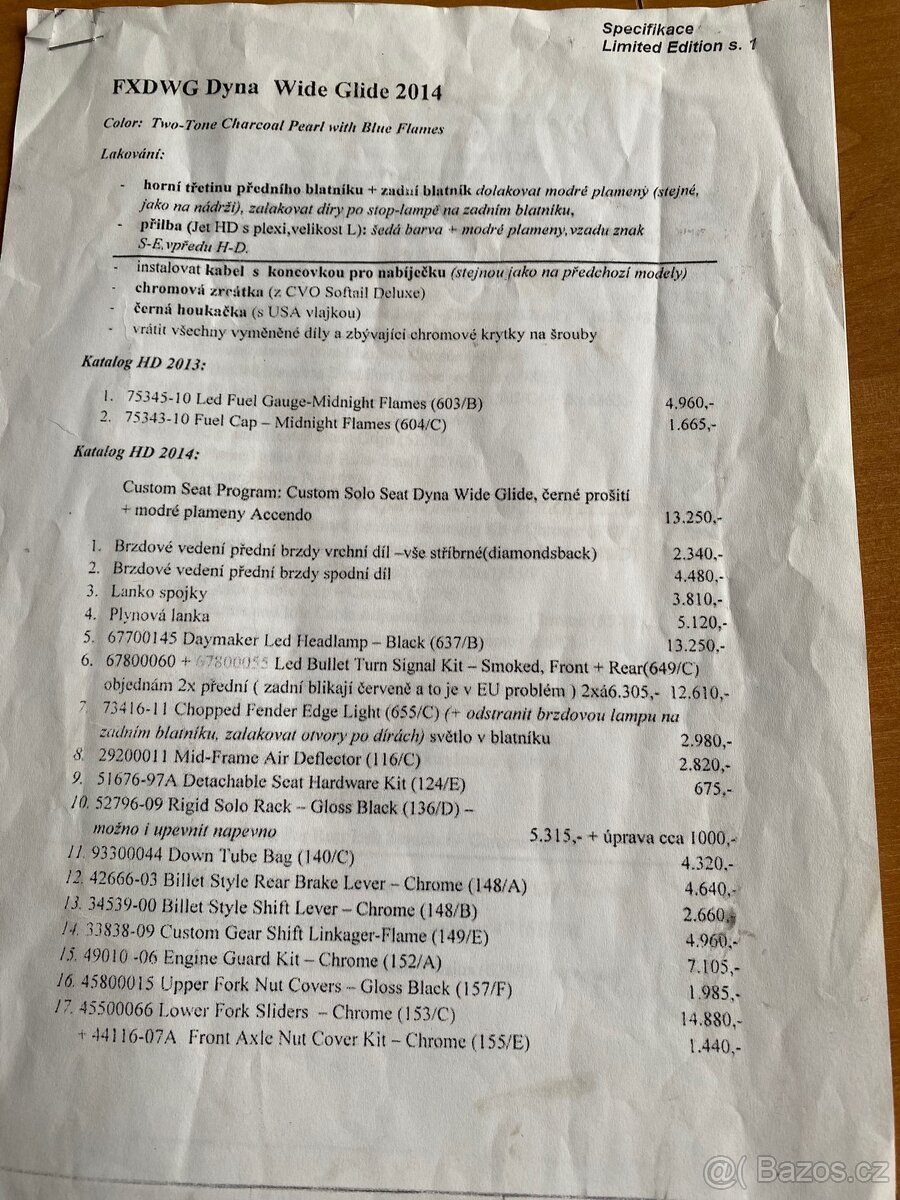 Specifikace
Limited Edition s. 1
FXDWG Dyna Wide Glide 2014
Color: Two-Tone Charcoal Pearl with Blue Flames
Lakování:
- horní třetinu předního blatníku + zadní blatník dolakovat modré plameny (stejné,
jako na nádrži), zalakovat díry po stop-lampě na zadním blatníku,
- přilba (Jet HD s plexi,velikost L): šedá barva + modré plameny,vzadu znak
S-E,vpředu H-D.
- instalovat kabel s koncovkou pro nabíječku (stejnou jako na předchozí modely)
- chromová zrcátka (z CVO Softail Deluxe)
- černá houkačka (s USA vlajkou)
- vrátit všechny vyměněné díly a zbývající chromové krytky na šrouby
Katalog HD 2013:
1. 75345-10 Led Fuel Gauge-Midnight Flames (603/B) 4.960,-
2. 75343-10 Fuel Cap – Midnight Flames (604/C) 1.665,-
Katalog HD 2014:
Custom Seat Program: Custom Solo Seat Dyna Wide Glide, černé prošití
+ modré plameny Accendo 13.250,-
1. Brzdové vedení přední brzdy vrchní díl –vše stříbrné(diamondsback) 2.340,-
2. Brzdové vedení přední brzdy spodní díl 4.480,-
3. Lanko spojky 3.810,-
4. Plynová lanka 5.120,-
5. 67700145 Daymaker Led Headlamp – Black (637/B) 13.250,-
6. 67800060 + 67800055 Led Bullet Turn Signal Kit – Smoked, Front + Rear(649/C)
objednám 2x přední ( zadní blikají červeně a to je v EU problém ) 2xá6.305,- 12.610,-
7. 73416-11 Chopped Fender Edge Light (655/C) (+ odstranit brzdovou lampu na
zadním blatníku, zalakovat otvory po dírách) světlo v blatníku 2.980,-
8. 29200011 Mid-Frame Air Deflector (116/C) 2.820,-
9. 51676-97A Detachable Seat Hardware Kit (124/E) 675,-
10. 52796-09 Rigid Solo Rack – Gloss Black (136/D) –
možno i upevnit napevno 5.315,- + úprava cca 1000,-
11. 93300044 Down Tube Bag (140/C) 4.320,-
12. 42666-03 Billet Style Rear Brake Lever – Chrome (148/A) 4.640,-
13. 34539-00 Billet Style Shift Lever – Chrome (148/B) 2.660,-
14. 33838-09 Custom Gear Shift Linkager-Flame (149/E) 4.960,-
15. 49010 -06 Engine Guard Kit – Chrome (152/A) 7.105,-
16. 45800015 Upper Fork Nut Covers – Gloss Black (157/F) 1.985,-
17. 45500066 Lower Fork Sliders – Chrome (153/C) 14.880,-
+ 44116-07A Front Axle Nut Cover Kit – Chrome (155/E) 1.440,-
@( Bazos.cz